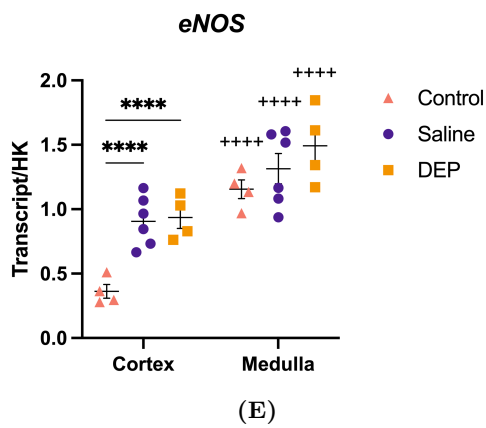 eNOS
Transcript/HK
2.0
1.5
1.0
0.5
0.0
****
****
++++
++++
++++
Cortex
Medulla
Control
Saline
DEP
(E)